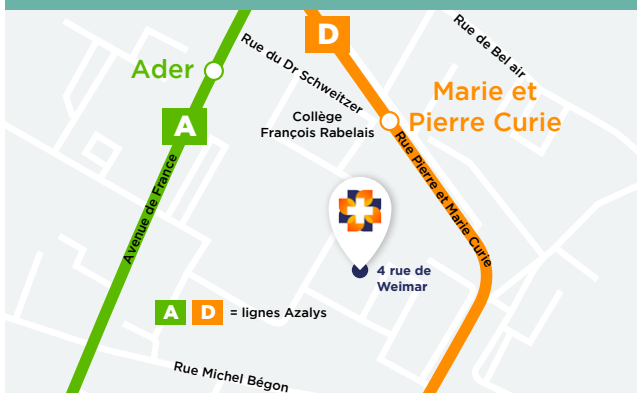 D
Rue de Bel air
Rue du Dr Schweitzer
Ader
Marie et
Pierre Curie
Collège
François Rabelais
A
Rue Pierre et Marie Curie
Avenue de France
4 rue de
Weimar
A D = lignes Azalys
Rue Michel Bégon